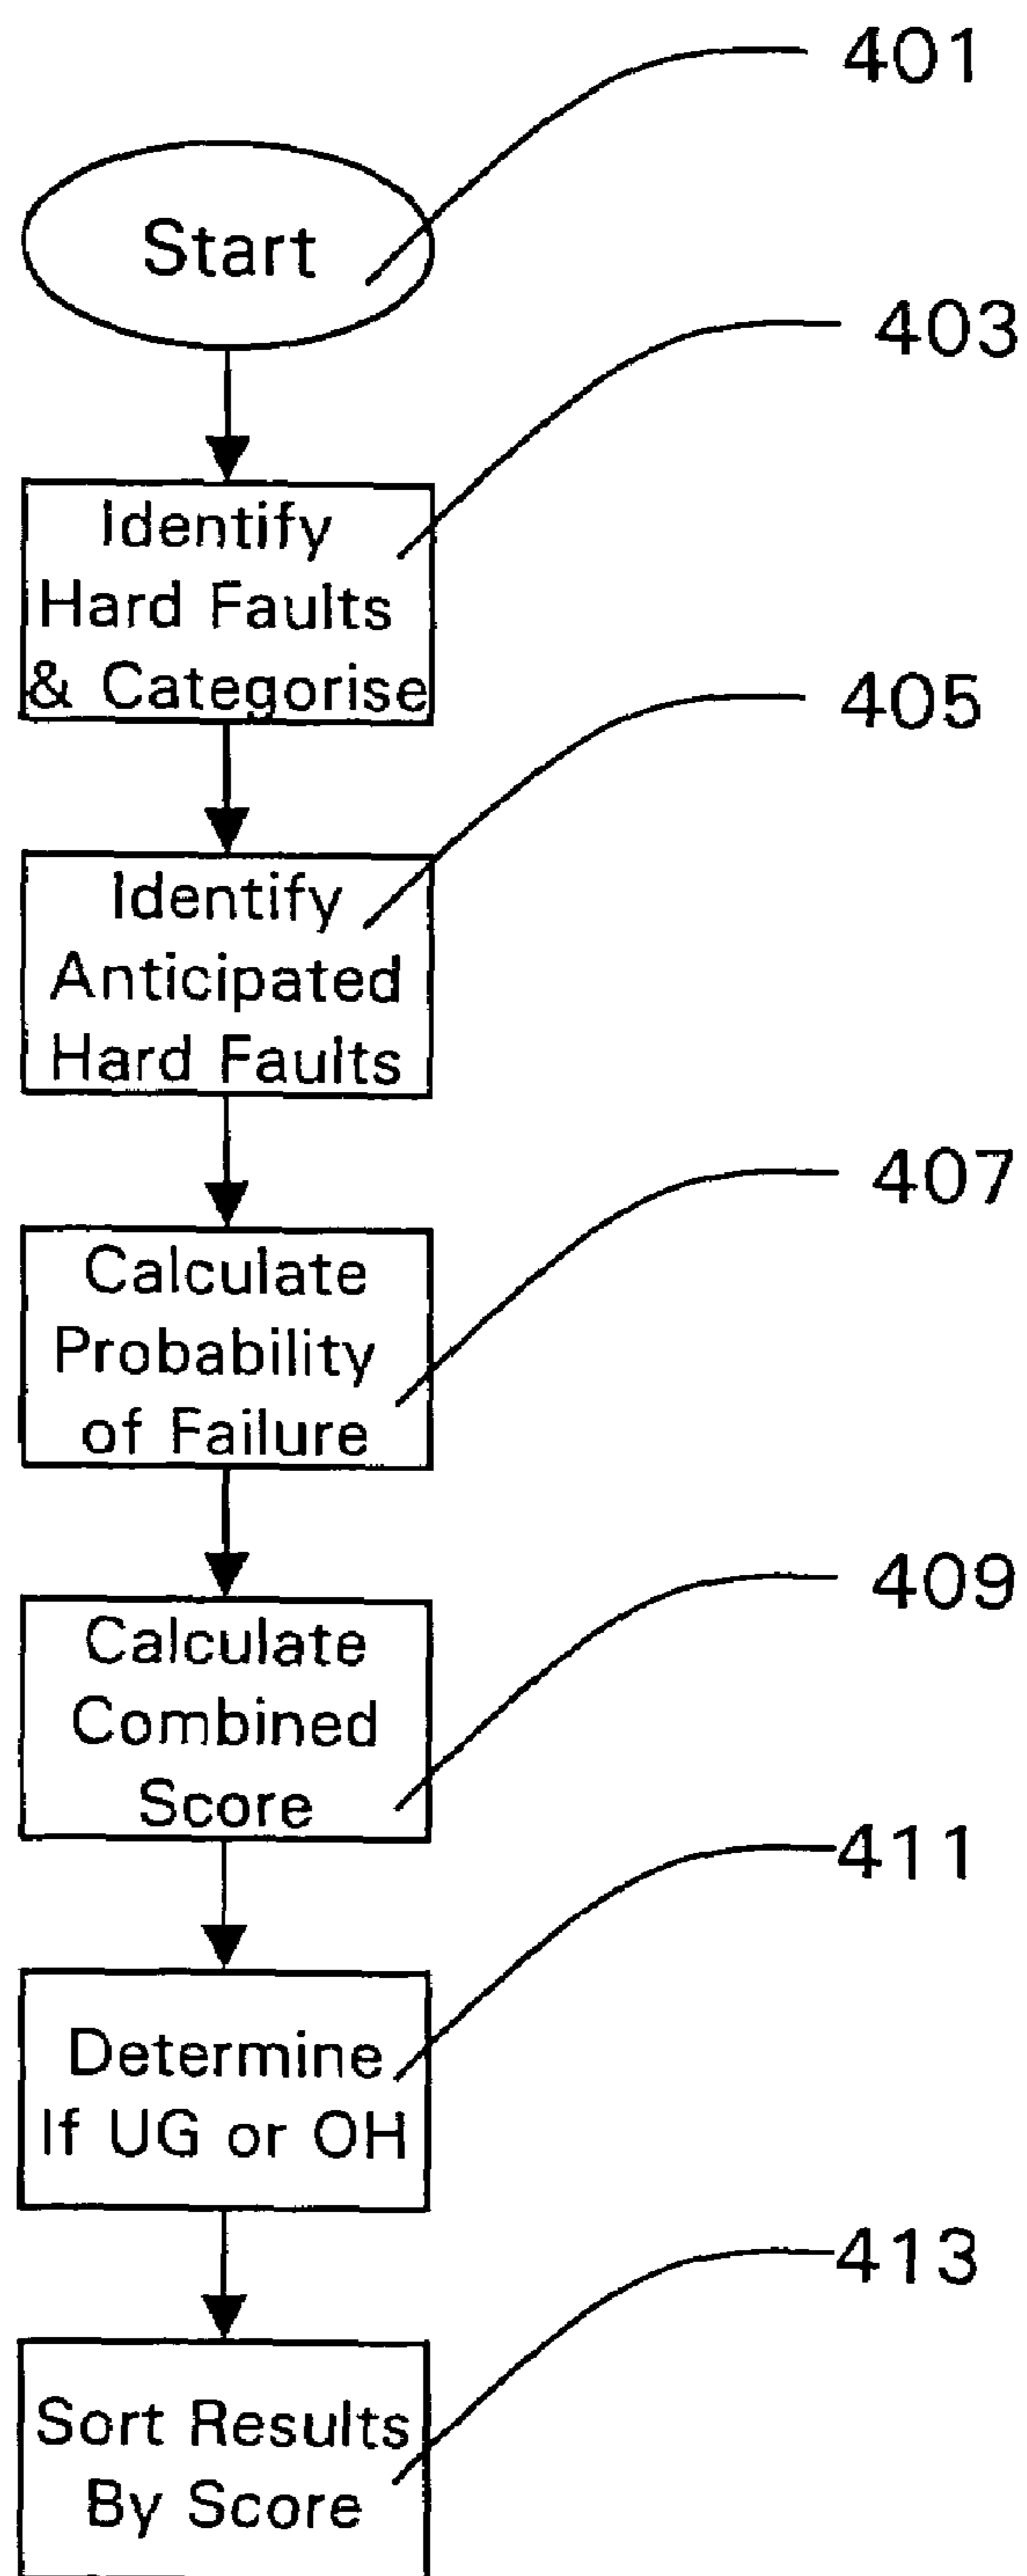 401
Start
403
Identify
Hard Faults
& Categorise
405
Identify
Anticipated
Hard Faults
407
Calculate
Probability
of Failure
409
Calculate
Combined
Score
411
Determine
If UG or OH
413
Sort Results
By Score